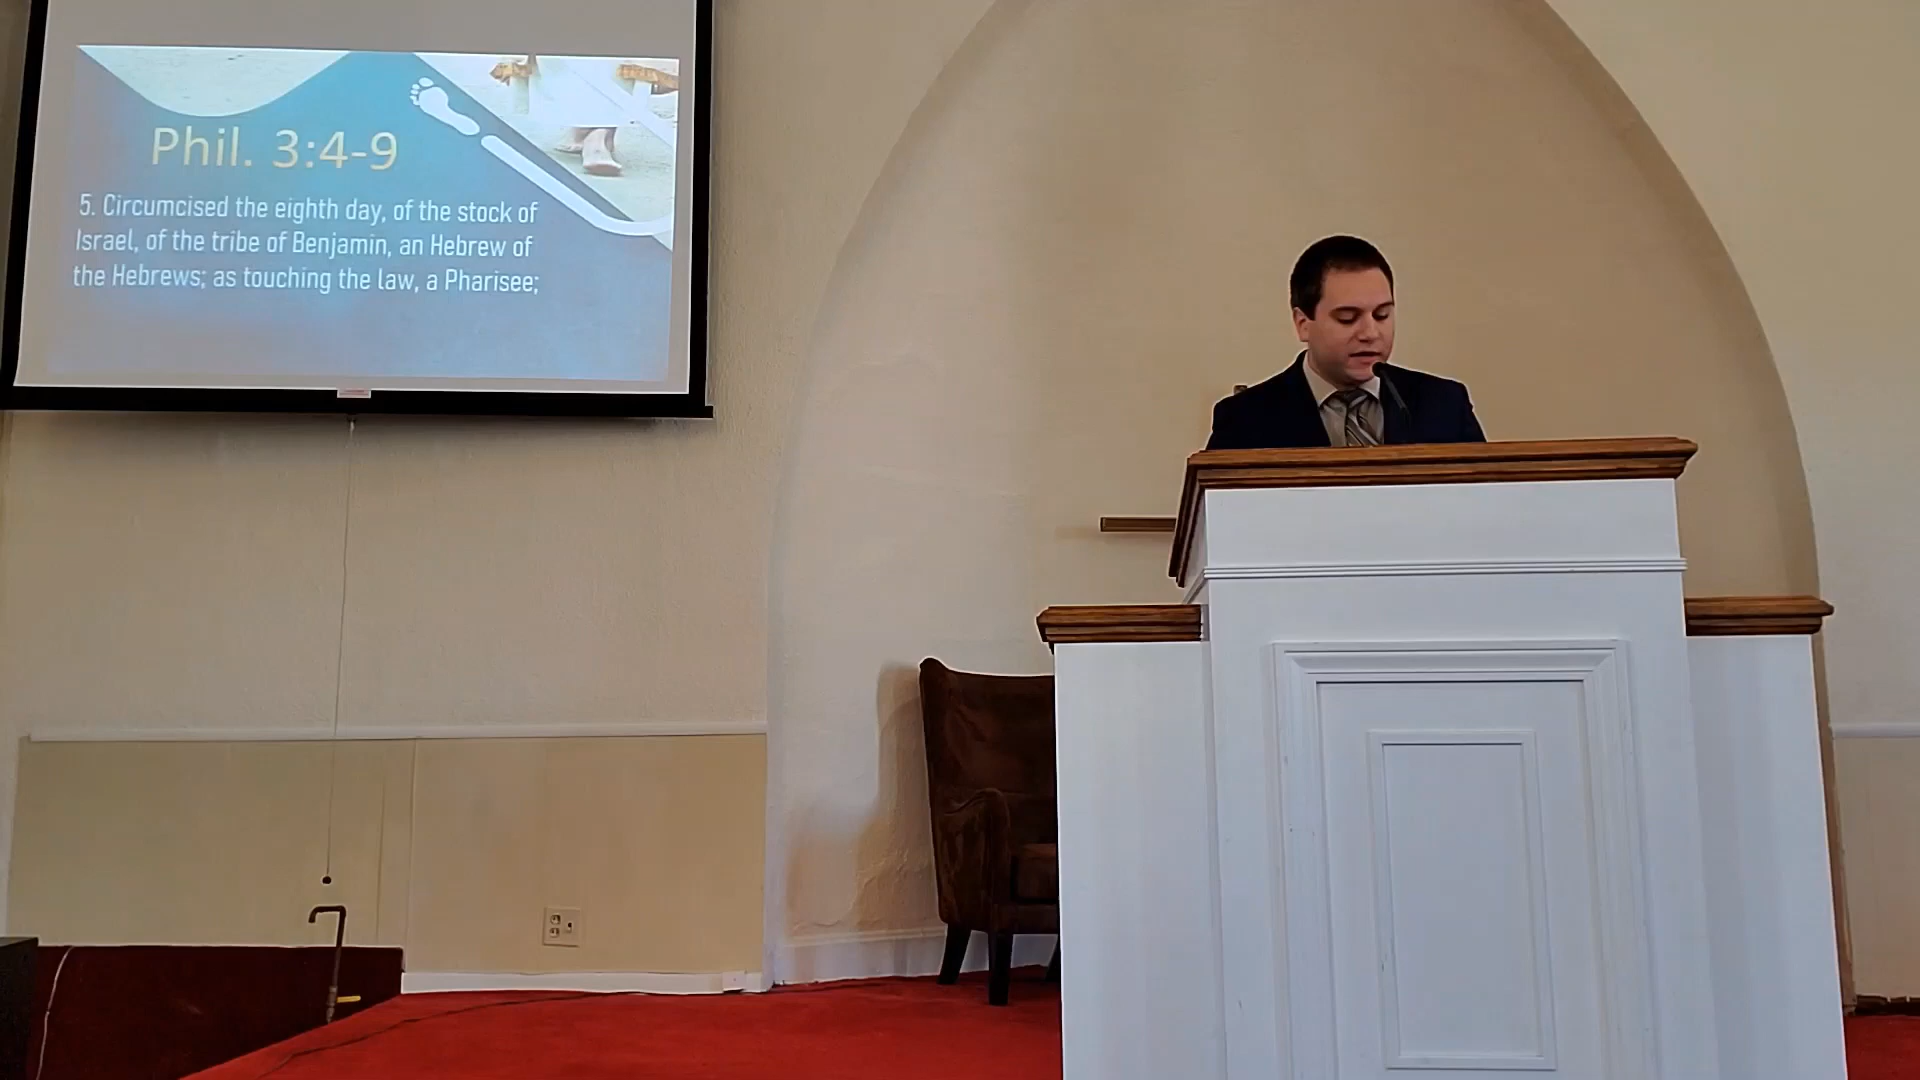 Phil. 3:4-9
5. Circumcised the eighth day, of the stock of
Israel, of the tribe of Benjamin, an Hebrew of
the Hebrews; as touching the law, a Pharisee;